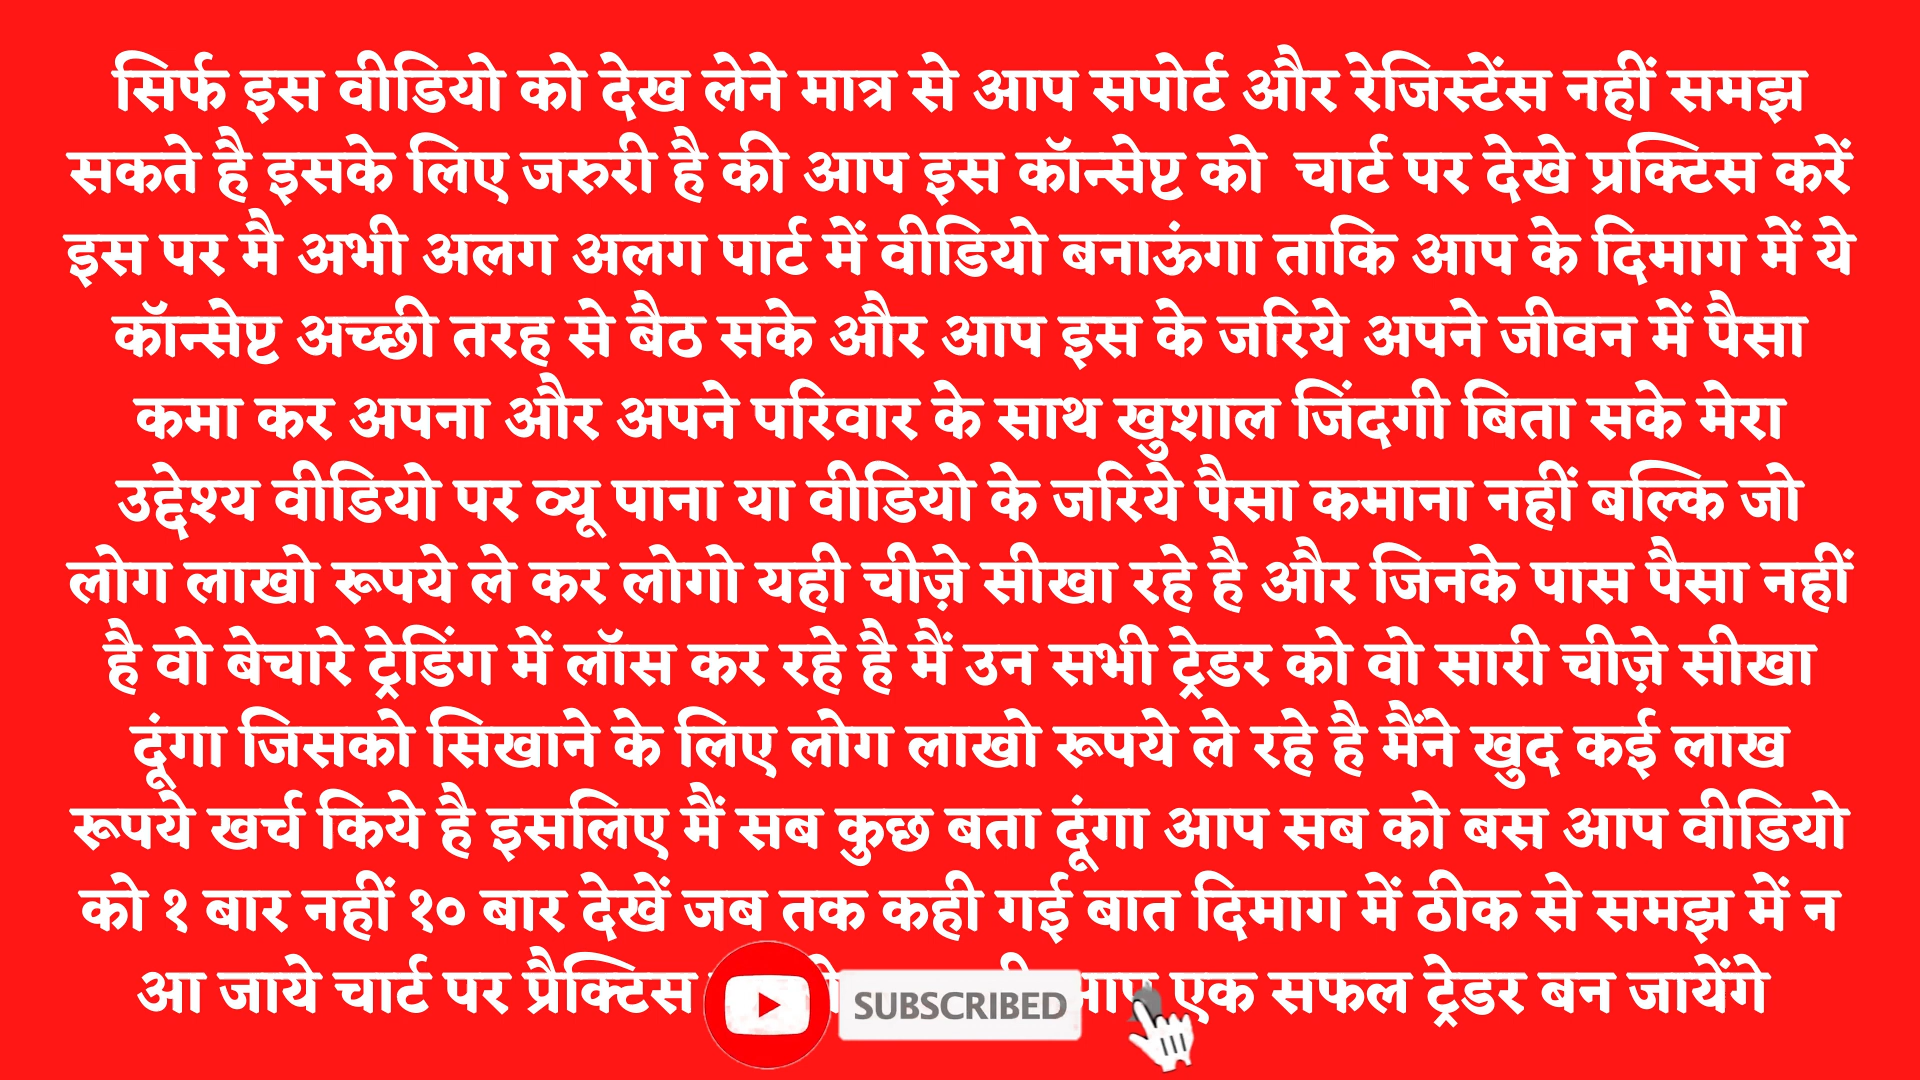 सिर्फ इस वीडियो को देख लेने मात्र से आप सपोर्ट और रेजिस्टेंस नहीं समझ
सकते है इसके लिए जरुरी है की आप इस कॉन्सेप्ट को चार्ट पर देखे प्रक्टिस करें
इस पर मै अभी अलग अलग पार्ट में वीडियो बनाऊंगा ताकि आप के दिमाग में ये
कॉन्सेप्ट अच्छी तरह से बैठ सके और आप इस के जरिये अपने जीवन में पैसा
कमा कर अपना और अपने परिवार के साथ खुशाल जिंदगी बिता सके मेरा
उद्देश्य वीडियो पर व्यू पाना या वीडियो के जरिये पैसा कमाना नहीं बल्कि जो
लोग लाखो रूपये ले कर लोगो यही चीज़े सीखा रहे है और जिनके पास पैसा नहीं
है वो बेचारे ट्रेडिंग में लॉस कर रहे है मैं उन सभी ट्रेडर को वो सारी चीज़े सीखा
दूंगा जिसको सिखाने के लिए लोग लाखो रूपये ले रहे है मैंने खुद कई लाख
रूपये खर्च किये है इसलिए मैं सब कुछ बता दूंगा आप सब को बस आप वीडियो
को १ बार नहीं १० बार देखें जब तक कही गई बात दिमाग में ठीक से समझ में न
आ जाये चार्ट पर प्रैक्टिस आप एक सफल ट्रेडर बन जायेंगे
SUBSCRIBED